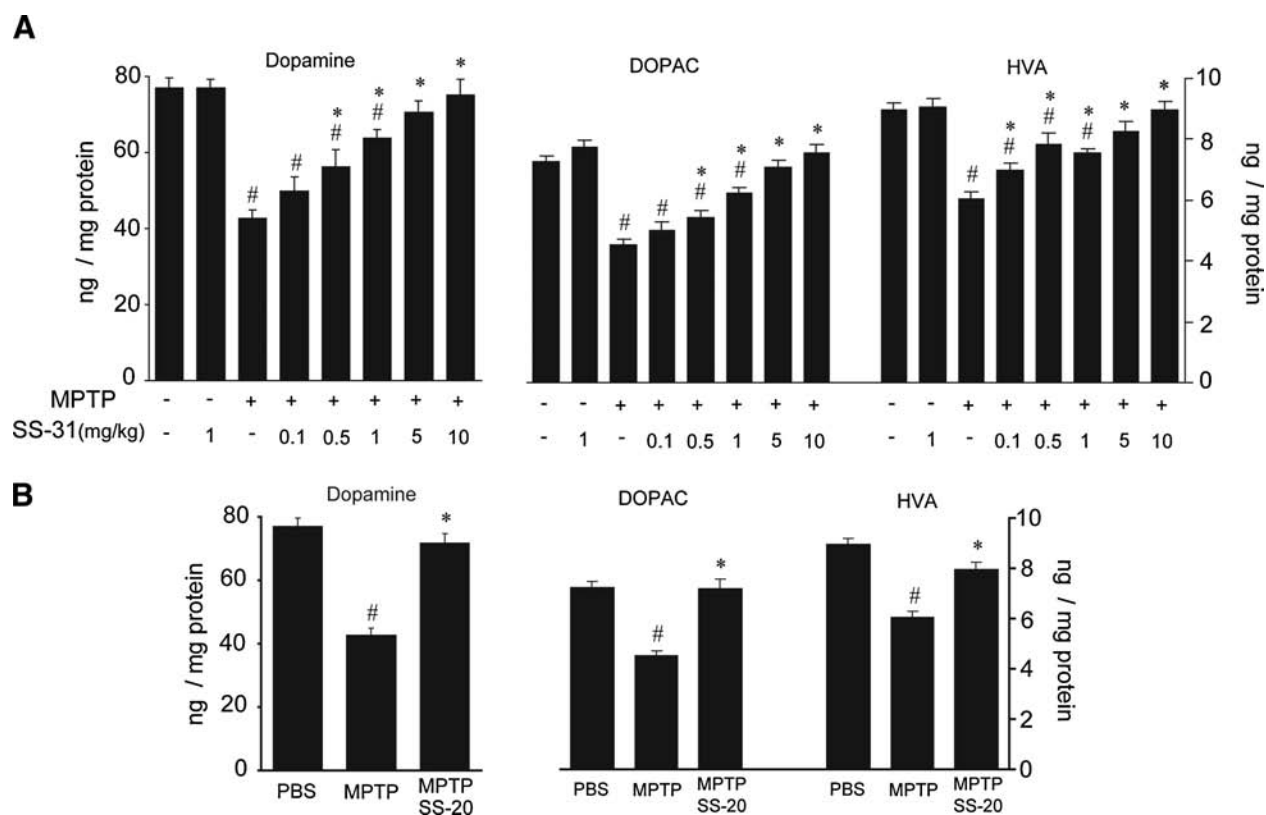 A
Dopamine
DOPAC
HVA
ng / mg protein
80
60
40
20
0
# # * # * # * *
# # * # * # * *
# * # * # * # * *
10
8
6
4
2
0
ng / mg protein
MPTP - - + + + + + + - - + + + + + + - - + + + + + +
SS-31(mg/kg) - 1 - 0.1 0.5 1 5 10 - 1 - 0.1 0.5 1 5 10 - 1 - 0.1 0.5 1 5 10
B
Dopamine
DOPAC
HVA
ng / mg protein
80
60
40
20
0
# *
# *
# *
10
8
6
4
2
0
ng / mg protein
PBS MPTP MPTP SS-20
PBS MPTP MPTP SS-20
PBS MPTP MPTP SS-20